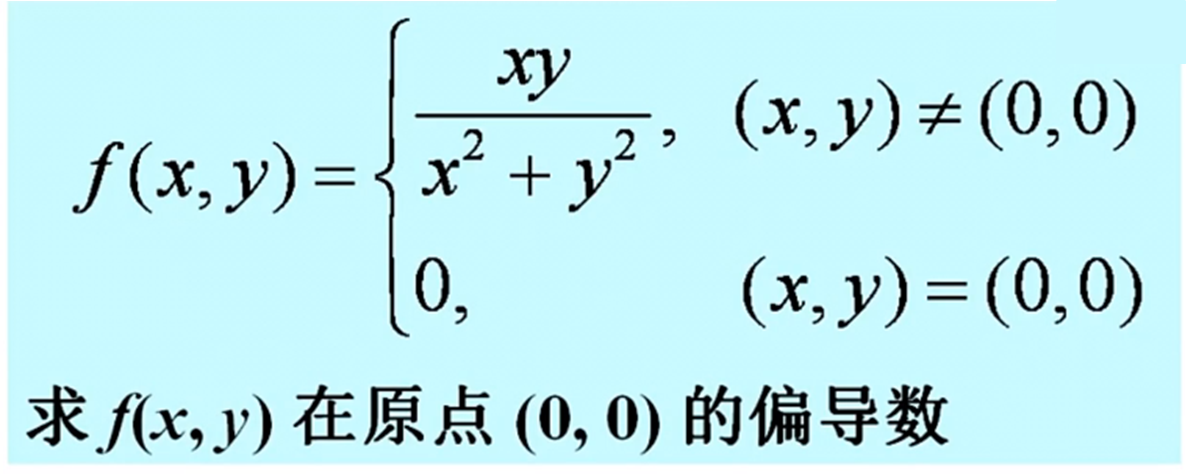 f(x, y) = { xy / (x² + y²), (x, y) ≠ (0,0)
0, (x, y) = (0,0)
求 f(x, y) 在原点 (0, 0) 的偏导数